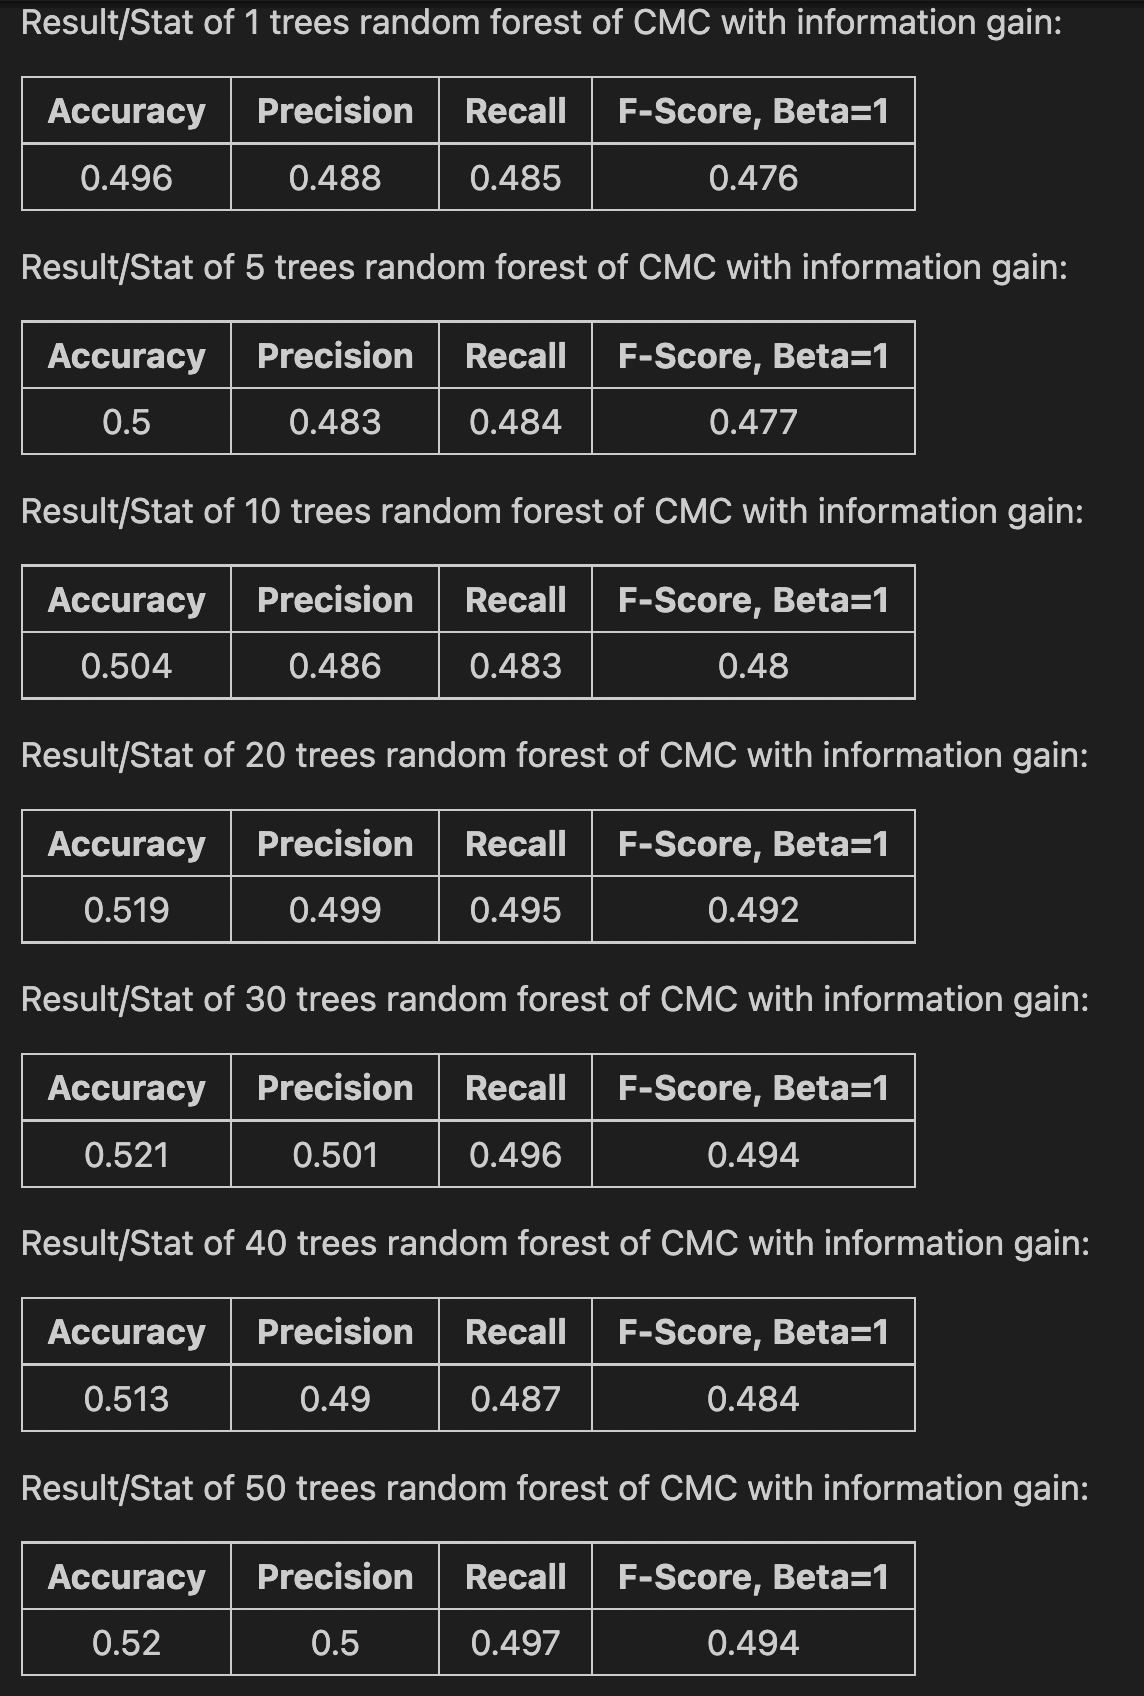 Result/Stat of 1 trees random forest of CMC with information gain:
Accuracy Precision Recall F-Score, Beta=1
0.496 0.488 0.485 0.476
Result/Stat of 5 trees random forest of CMC with information gain:
Accuracy Precision Recall F-Score, Beta=1
0.5 0.483 0.484 0.477
Result/Stat of 10 trees random forest of CMC with information gain:
Accuracy Precision Recall F-Score, Beta=1
0.504 0.486 0.483 0.48
Result/Stat of 20 trees random forest of CMC with information gain:
Accuracy Precision Recall F-Score, Beta=1
0.519 0.499 0.495 0.492
Result/Stat of 30 trees random forest of CMC with information gain:
Accuracy Precision Recall F-Score, Beta=1
0.521 0.501 0.496 0.494
Result/Stat of 40 trees random forest of CMC with information gain:
Accuracy Precision Recall F-Score, Beta=1
0.513 0.49 0.487 0.484
Result/Stat of 50 trees random forest of CMC with information gain:
Accuracy Precision Recall F-Score, Beta=1
0.52 0.5 0.497 0.494